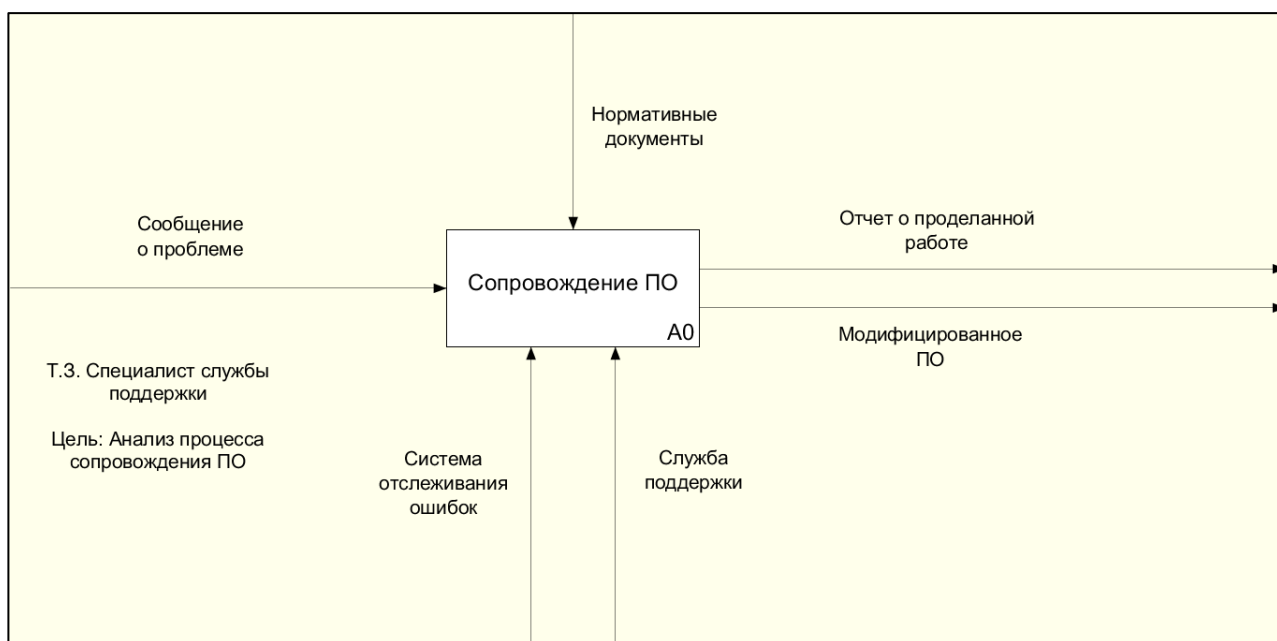 Нормативные
документы
Сообщение
о проблеме
Отчет о проделанной
работе
Сопровождение ПО
A0
Модифицированное
ПО
Т.З. Специалист службы
поддержки
Цель: Анализ процесса
сопровождения ПО
Система
отслеживания
ошибок
Служба
поддержки